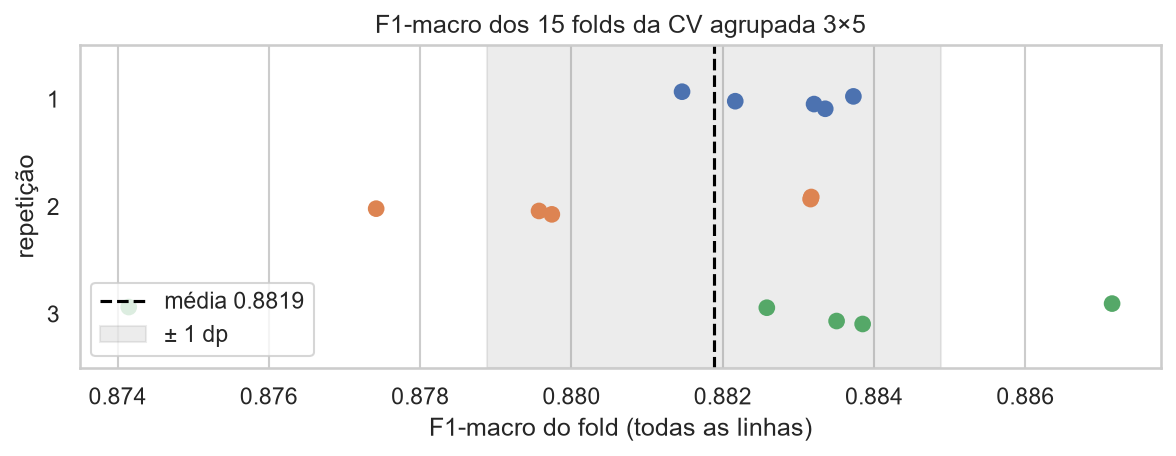 F1-macro dos 15 folds da CV agrupada 3×5
repetição
1
2
3
média 0.8819
± 1 dp
0.874 0.876 0.878 0.880 0.882 0.884 0.886
F1-macro do fold (todas as linhas)